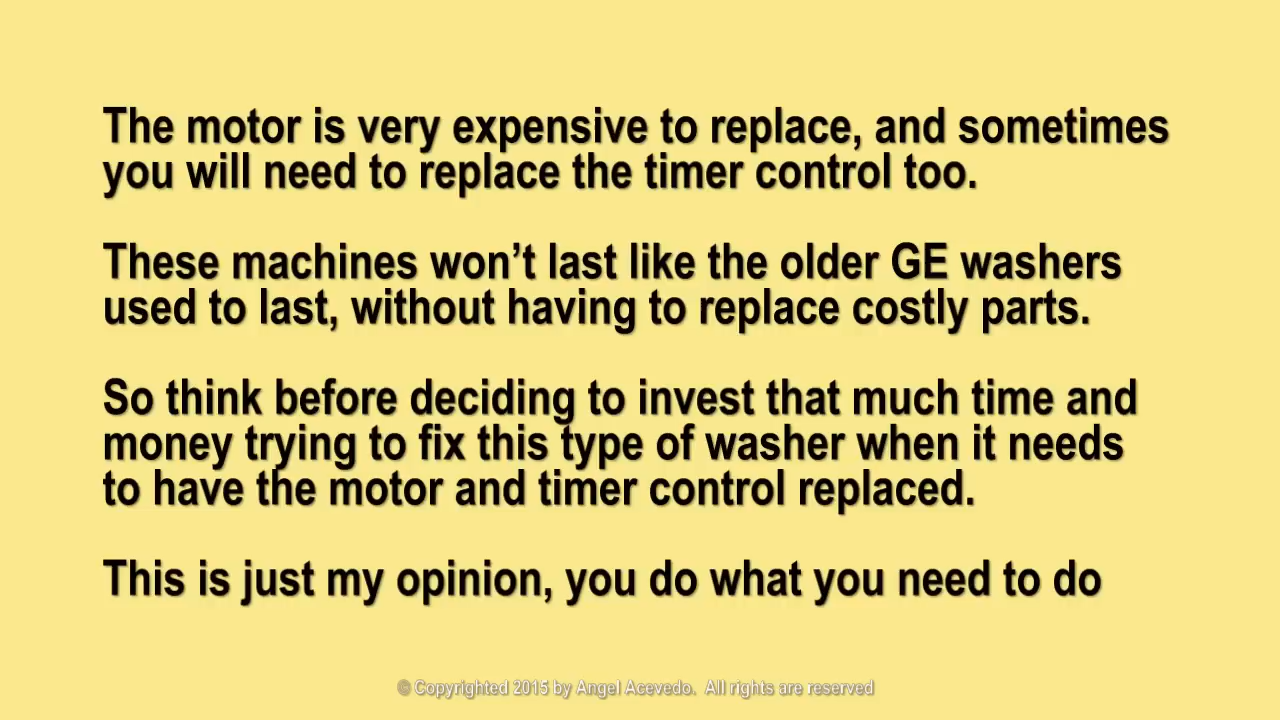 The motor is very expensive to replace, and sometimes
you will need to replace the timer control too.
These machines won’t last like the older GE washers
used to last, without having to replace costly parts.
So think before deciding to invest that much time and
money trying to fix this type of washer when it needs
to have the motor and timer control replaced.
This is just my opinion, you do what you need to do
© Copyrighted 2015 by Angel Acevedo.  All rights are reserved